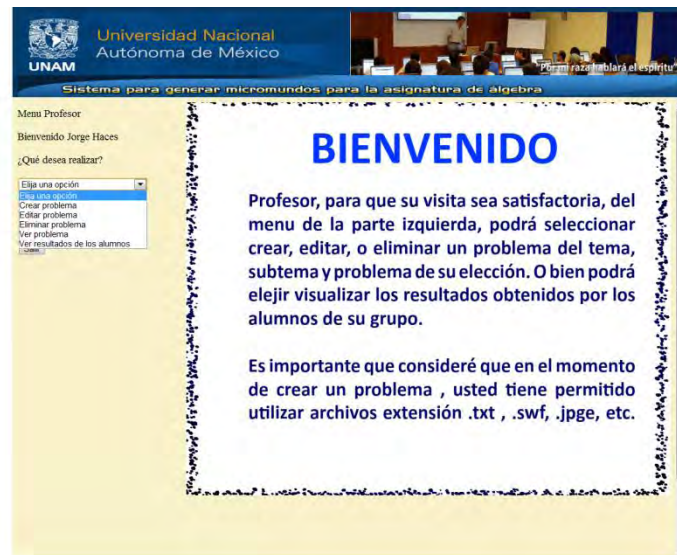 UNAM
Universidad Nacional
Autónoma de México
"Por mi raza hablará el espíritu"
Sistema para generar micromundos para la asignatura de álgebra
Menu Profesor
Bienvenido Jorge Haces
¿Qué desea realizar?
Elija una opción
Elija una opción
Crear problema
Editar problema
Eliminar problema
Ver problema
Ver resultados de los alumnos
BIENVENIDO
Profesor, para que su visita sea satisfactoria, del
menu de la parte izquierda, podrá seleccionar
crear, editar, o eliminar un problema del tema,
subtema y problema de su elección. O bien podrá
elejir visualizar los resultados obtenidos por los
alumnos de su grupo.
Es importante que consideré que en el momento
de crear un problema , usted tiene permitido
utilizar archivos extensión .txt , .swf, .jpge, etc.